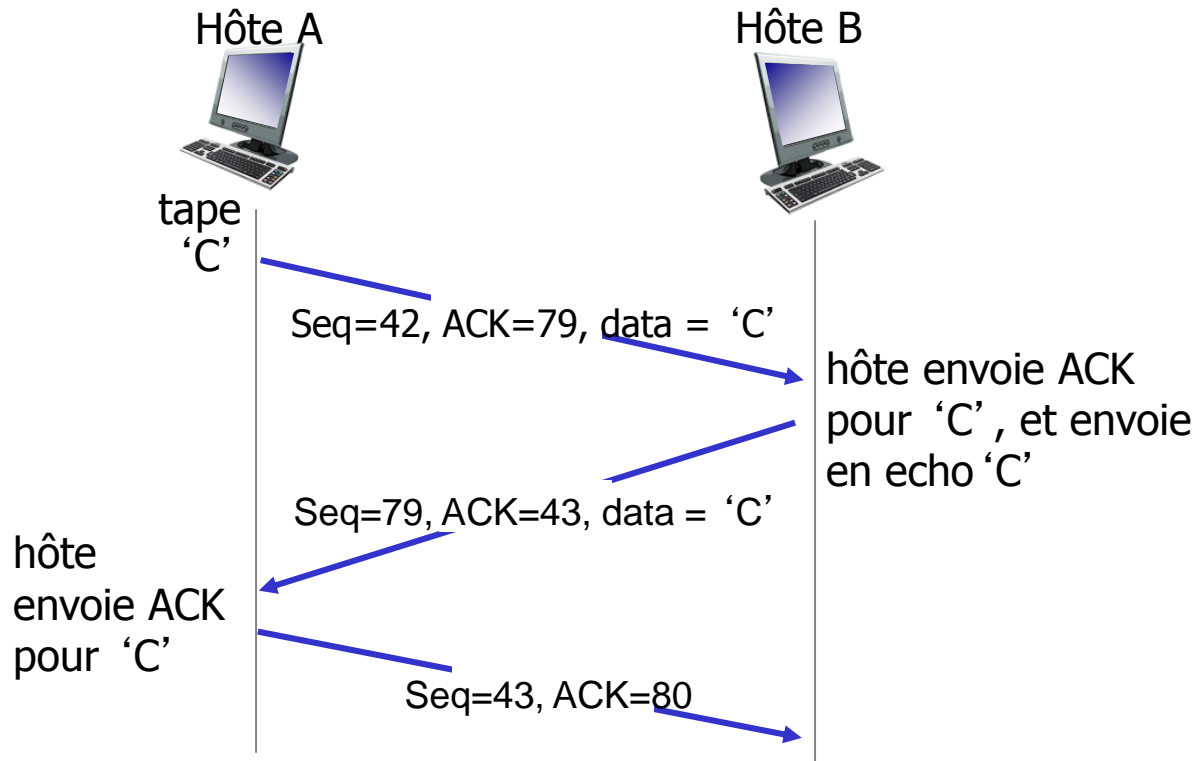 Hôte A
Hôte B
tape
‘C’
Seq=42, ACK=79, data = ‘C’
hôte envoie ACK
pour ‘C’, et envoie
en echo ‘C’
Seq=79, ACK=43, data = ‘C’
hôte
envoie ACK
pour ‘C’
Seq=43, ACK=80